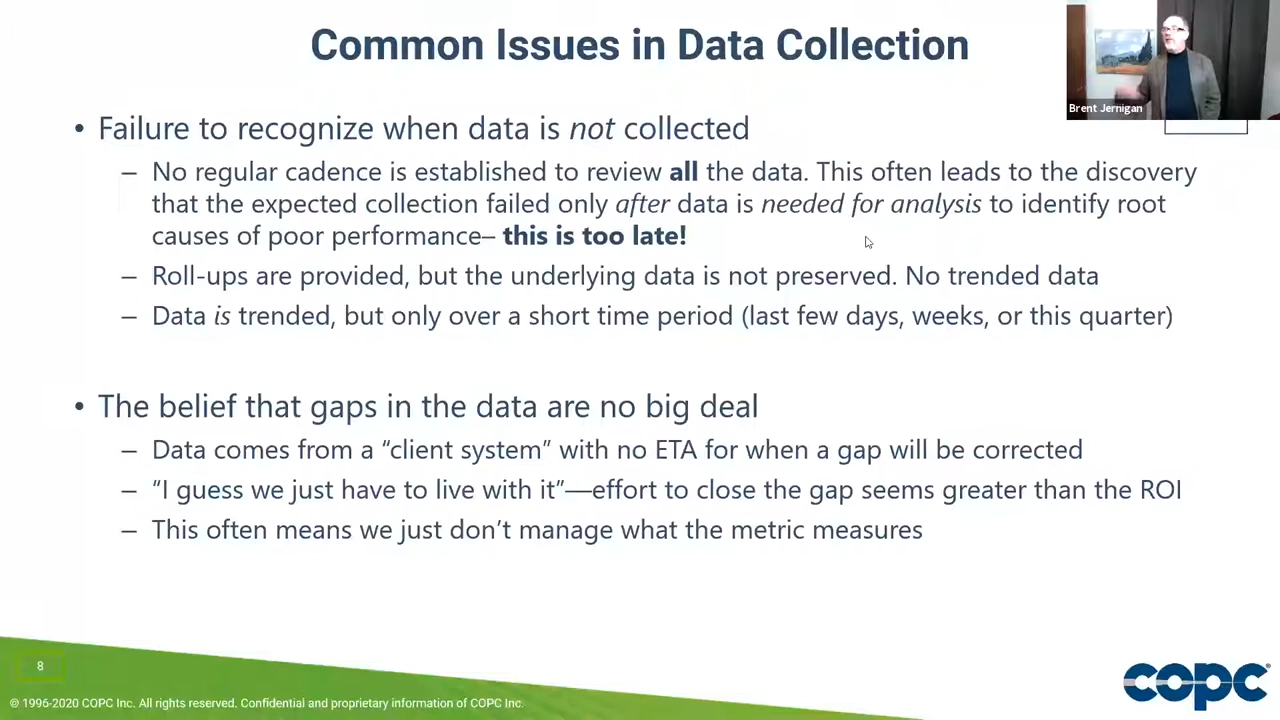 Common Issues in Data Collection
Brent Jernigan
• Failure to recognize when data is not collected
– No regular cadence is established to review all the data. This often leads to the discovery
that the expected collection failed only after data is needed for analysis to identify root
causes of poor performance– this is too late!
– Roll-ups are provided, but the underlying data is not preserved. No trended data
– Data is trended, but only over a short time period (last few days, weeks, or this quarter)
• The belief that gaps in the data are no big deal
– Data comes from a “client system” with no ETA for when a gap will be corrected
– “I guess we just have to live with it”—effort to close the gap seems greater than the ROI
– This often means we just don’t manage what the metric measures
8
© 1996-2020 COPC Inc. All rights reserved. Confidential and proprietary information of COPC Inc.
copc®